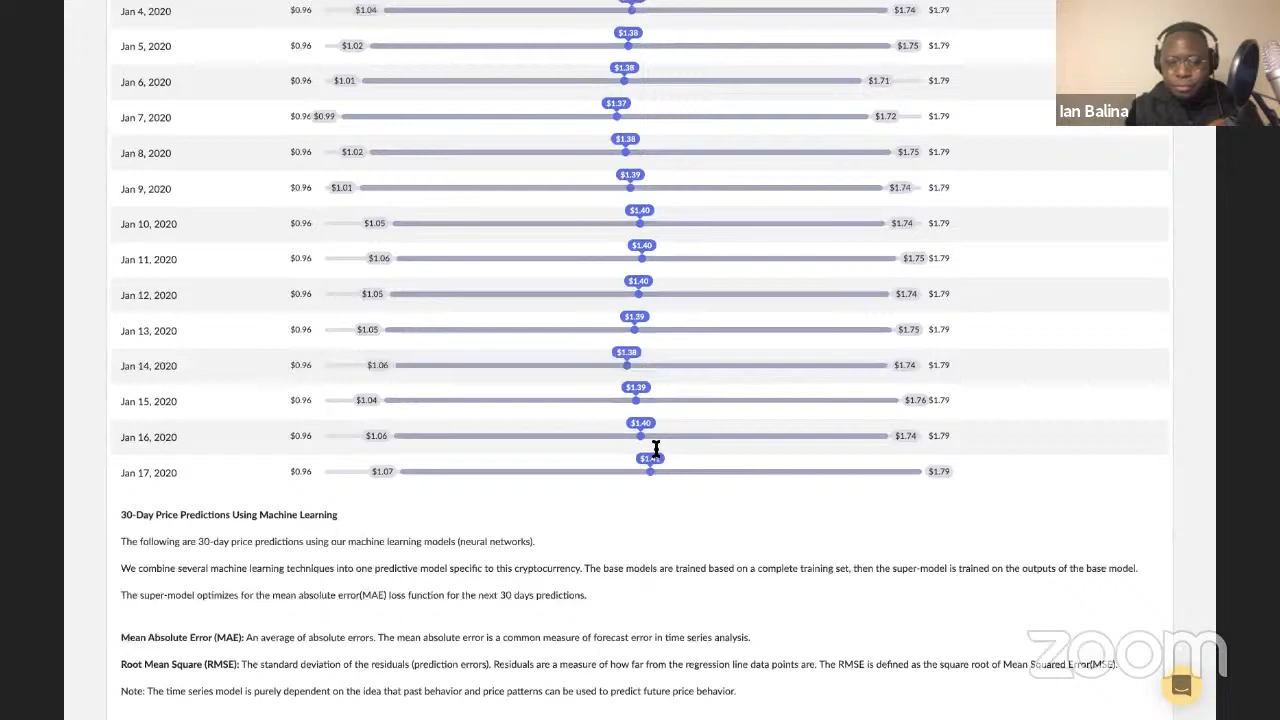 Jan 4, 2020 $0.96 $1.04 $1.74 $1.79
$1.38
Jan 5, 2020 $0.96 $1.02 $1.75 $1.79
$1.38
Jan 6, 2020 $0.96 $1.01 $1.71 $1.79
$1.37
Jan 7, 2020 $0.96 $0.99 $1.72 $1.79
$1.38
Jan 8, 2020 $0.96 $1.02 $1.75 $1.79
$1.39
Jan 9, 2020 $0.96 $1.01 $1.74 $1.79
$1.40
Jan 10, 2020 $0.96 $1.05 $1.74 $1.79
$1.40
Jan 11, 2020 $0.96 $1.06 $1.75 $1.79
$1.40
Jan 12, 2020 $0.96 $1.05 $1.74 $1.79
$1.39
Jan 13, 2020 $0.96 $1.05 $1.75 $1.79
$1.38
Jan 14, 2020 $0.96 $1.06 $1.74 $1.79
$1.39
Jan 15, 2020 $0.96 $1.04 $1.76 $1.79
$1.40
Jan 16, 2020 $0.96 $1.06 $1.74 $1.79
Jan 17, 2020 $0.96 $1.07 $1.79
30-Day Price Predictions Using Machine Learning
The following are 30-day price predictions using our machine learning models (neural networks).
We combine several machine learning techniques into one predictive model specific to this cryptocurrency. The base models are trained based on a complete training set, then the super-model is trained on the outputs of the base model.
The super-model optimizes for the mean absolute error(MAE) loss function for the next 30 days predictions.
Mean Absolute Error (MAE): An average of absolute errors. The mean absolute error is a common measure of forecast error in time series analysis.
Root Mean Square (RMSE): The standard deviation of the residuals (prediction errors). Residuals are a measure of how far from the regression line data points are. The RMSE is defined as the square root of Mean Squared Error(MSE).
Note: The time series model is purely dependent on the idea that past behavior and price patterns can be used to predict future price behavior.
Ian Balina
zoom